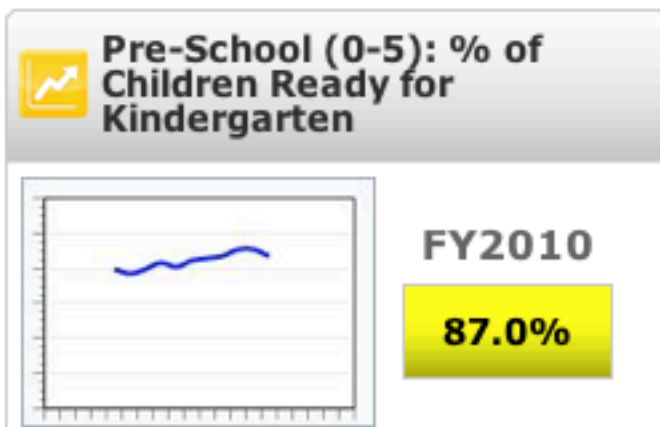 Pre-School (0-5): % of
Children Ready for
Kindergarten
FY2010
87.0%